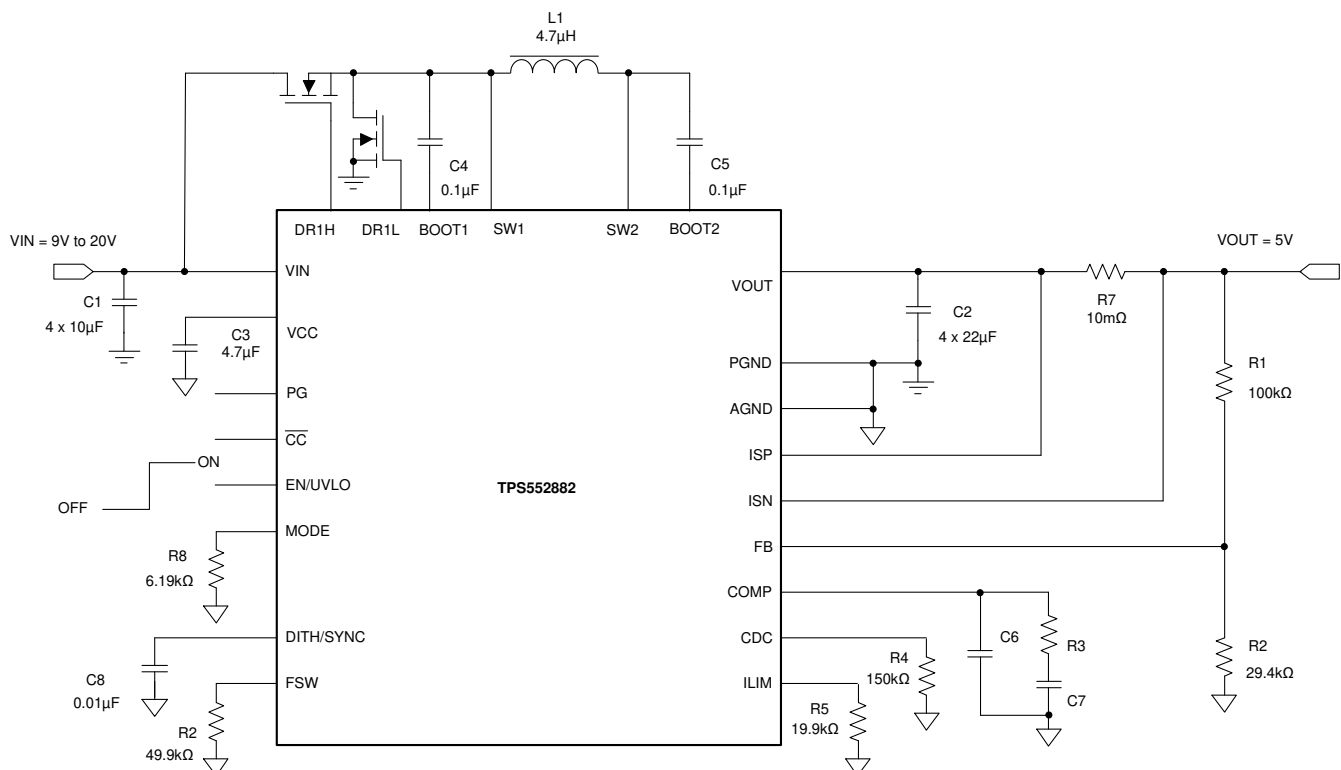 L1
4.7μH
C4
0.1μF
C5
0.1μF
DR1H
DR1L
BOOT1
SW1
SW2
BOOT2
VIN = 9V to 20V
VIN
C1
4 x 10μF
C3
4.7μF
VCC
PG
CC
ON
OFF
EN/UVLO
MODE
R8
6.19kΩ
DITH/SYNC
C8
0.01μF
FSW
R2
49.9kΩ
TPS552882
VOUT
PGND
AGND
ISP
ISN
FB
COMP
CDC
ILIM
C2
4 x 22μF
R7
10mΩ
VOUT = 5V
R1
100kΩ
R2
29.4kΩ
C6
R3
C7
R4
150kΩ
R5
19.9kΩ